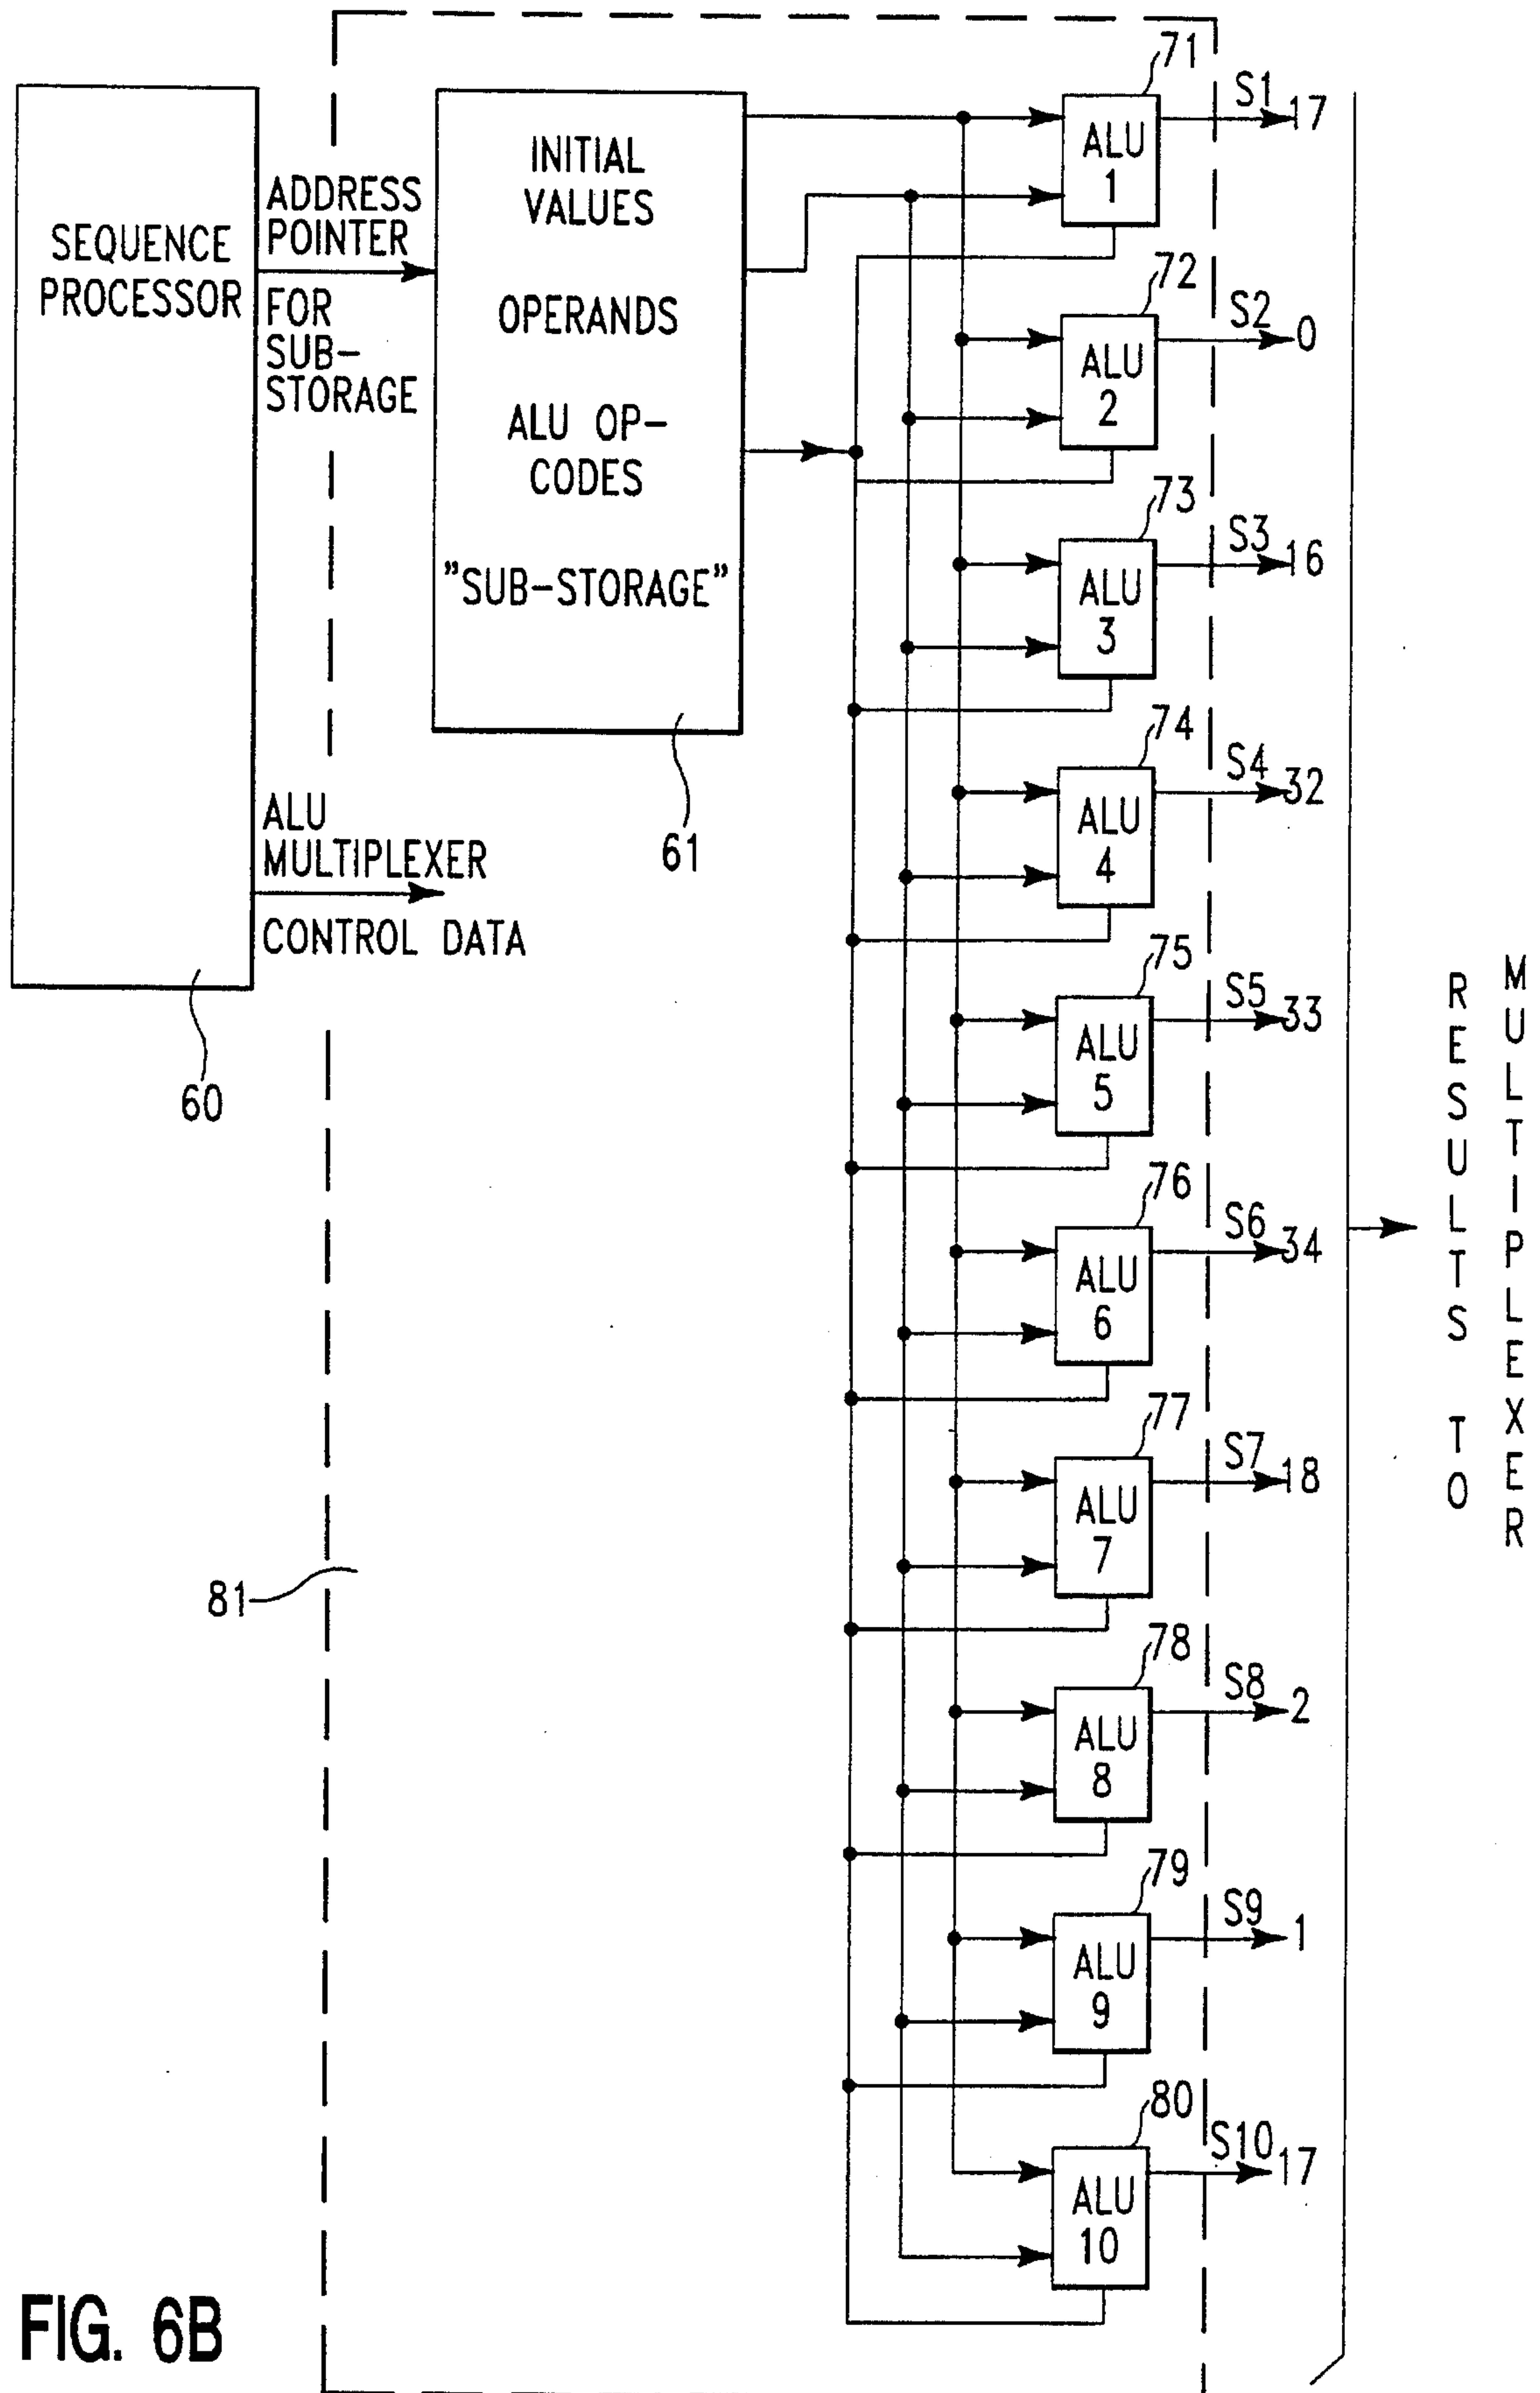 SEQUENCE
PROCESSOR
60
ADDRESS
POINTER
FOR
SUB-
STORAGE
ALU
MULTIPLEXER
CONTROL DATA
INITIAL
VALUES
OPERANDS
ALU OP-
CODES
"SUB-STORAGE"
61
81
71
ALU
1
S1
17
72
ALU
2
S2
0
73
ALU
3
S3
16
74
ALU
4
S4
32
75
ALU
5
S5
33
76
ALU
6
S6
34
77
ALU
7
S7
18
78
ALU
8
S8
2
79
ALU
9
S9
1
80
ALU
10
S10
17
RESULTS TO
MULTIPLEXER
FIG. 6B